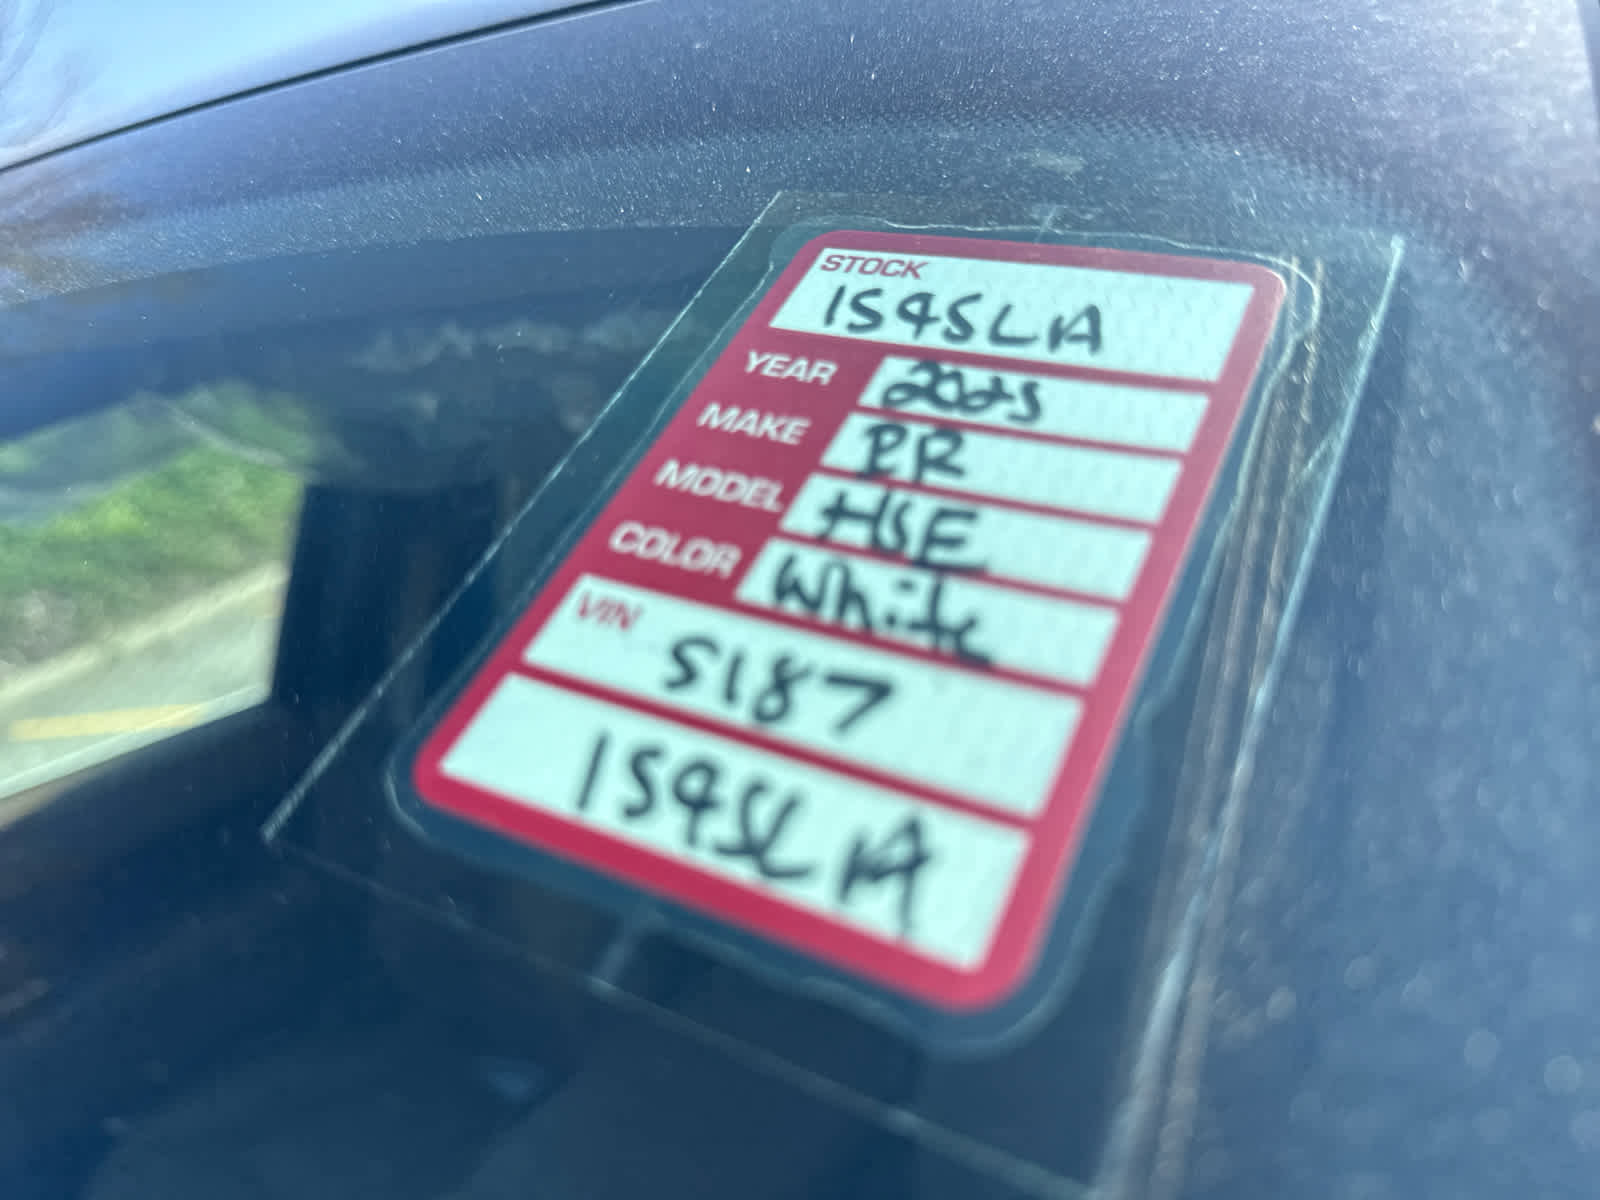 STOCK
1545LA
YEAR 2025
MAKE RR
MODEL HSE
COLOR White
VIN
5187
1545LA